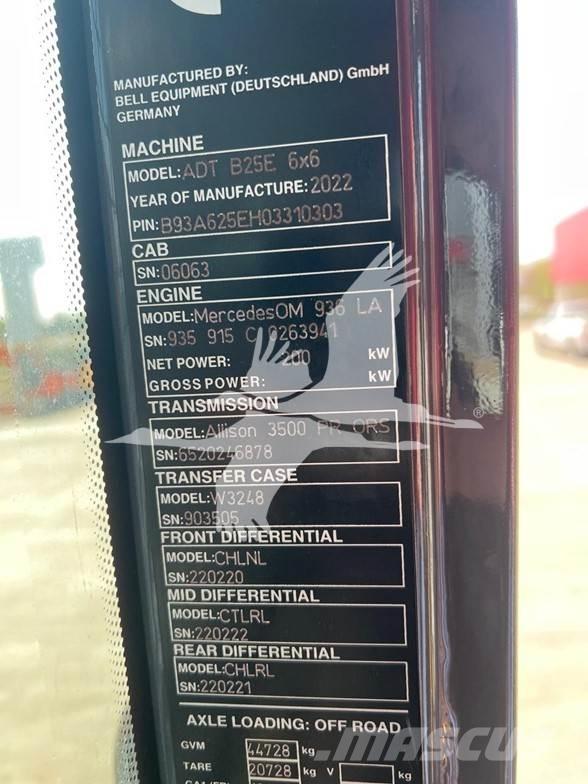 MANUFACTURED BY:
BELL EQUIPMENT (DEUTSCHLAND) GmbH
GERMANY
MACHINE
MODEL:ADT B25E 6x6
YEAR OF MANUFACTURE:2022
PIN:B93A625EH03310303
CAB
SN:06063
ENGINE
MODEL:MercedesOM 936 LA
SN:935 915 C 0263941
NET POWER: 200 kW
GROSS POWER: kW
TRANSMISSION
MODEL:Allison 3500 PR ORS
SN:6520246878
TRANSFER CASE
MODEL:W3248
SN:903505
FRONT DIFFERENTIAL
MODEL:CHLNL
SN:220220
MID DIFFERENTIAL
MODEL:CTLRL
SN:220222
REAR DIFFERENTIAL
MODEL:CHLRL
SN:220221
AXLE LOADING: OFF ROAD
GVM 44728 kg
TARE 20728 kg V kg
MASCUS